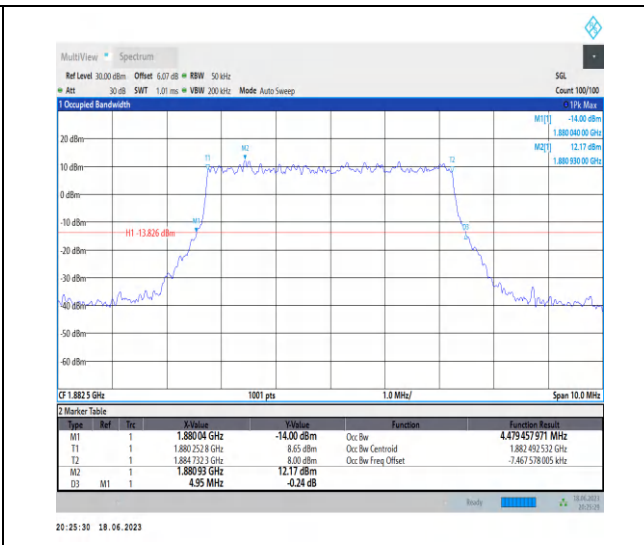 MultiView Spectrum
Ref Level 30.00 dBm Offset 6.07 dB RBW 50 kHz SGL
Att 30 dB SWT 1.01 ms VBW 200 kHz Mode Auto Sweep Count 100/100
1 Occupied Bandwidth 1Pk Max
M1[1] -14.00 dBm
1.880 040 00 GHz
M2[1] 12.17 dBm
1.880 930 00 GHz
20 dBm
M2
T1 T2
10 dBm
0 dBm
-10 dBm
M1 D3
H1 -13.826 dBm
-20 dBm
-30 dBm
-40 dBm
-50 dBm
-60 dBm
CF 1.882 5 GHz 1001 pts 1.0 MHz/ Span 10.0 MHz
2 Marker Table
Type Ref Trc X-Value Y-Value Function Function Result
M1 1 1.88004 GHz -14.00 dBm Occ Bw 4.479 457 971 MHz
T1 1 1.880 252 8 GHz 8.65 dBm Occ Bw Centroid 1.882 492 532 GHz
T2 1 1.884 732 3 GHz 8.00 dBm Occ Bw Freq Offset -7.467 578 005 kHz
M2 1 1.88093 GHz 12.17 dBm
D3 M1 1 4.95 MHz -0.24 dB
Ready 18.06.2023
20:25:29
20:25:30 18.06.2023